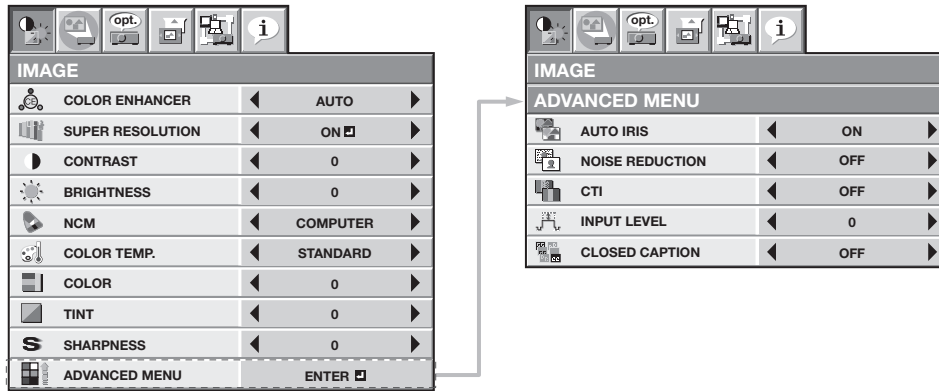 opt.
i
IMAGE
COLOR ENHANCER AUTO
SUPER RESOLUTION ON
CONTRAST 0
BRIGHTNESS 0
NCM COMPUTER
COLOR TEMP. STANDARD
COLOR 0
TINT 0
S SHARPNESS 0
ADVANCED MENU ENTER
opt.
i
IMAGE
ADVANCED MENU
AUTO IRIS ON
NOISE REDUCTION OFF
CTI OFF
INPUT LEVEL 0
CLOSED CAPTION OFF